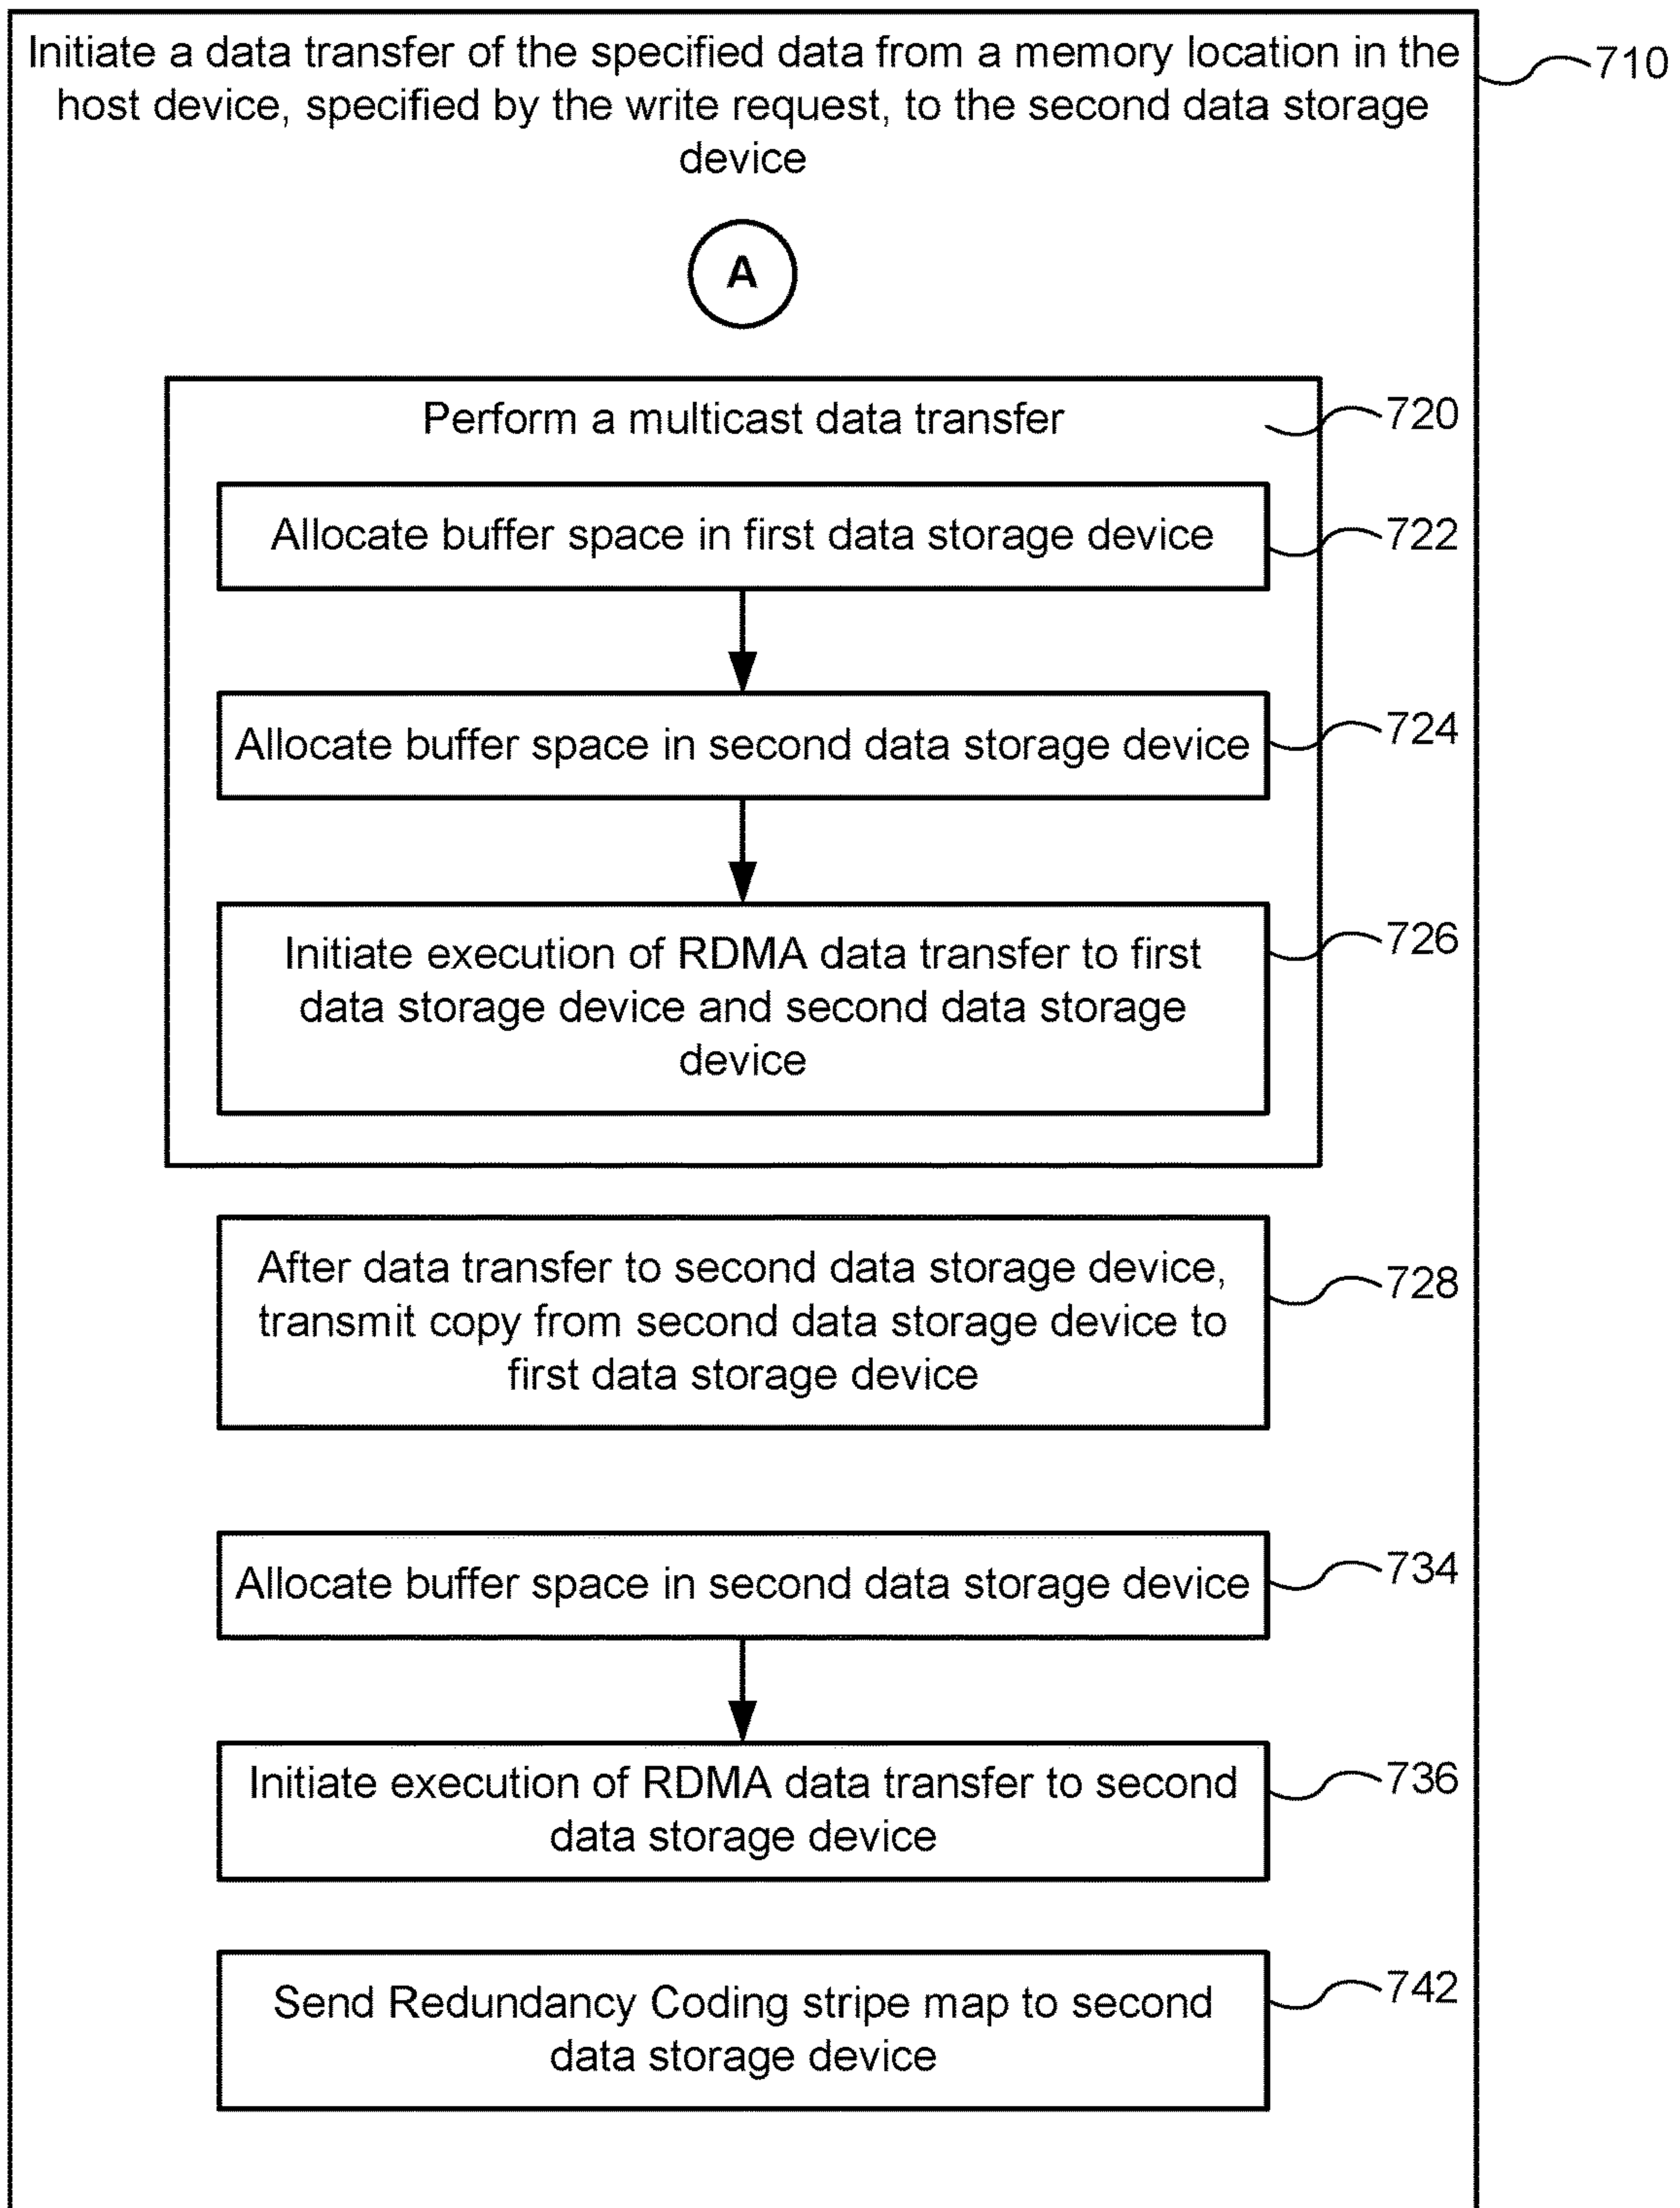 Initiate a data transfer of the specified data from a memory location in the
host device, specified by the write request, to the second data storage
device
710
A
Perform a multicast data transfer
720
Allocate buffer space in first data storage device
722
Allocate buffer space in second data storage device
724
Initiate execution of RDMA data transfer to first
data storage device and second data storage
device
726
After data transfer to second data storage device,
transmit copy from second data storage device to
first data storage device
728
Allocate buffer space in second data storage device
734
Initiate execution of RDMA data transfer to second
data storage device
736
Send Redundancy Coding stripe map to second
data storage device
742